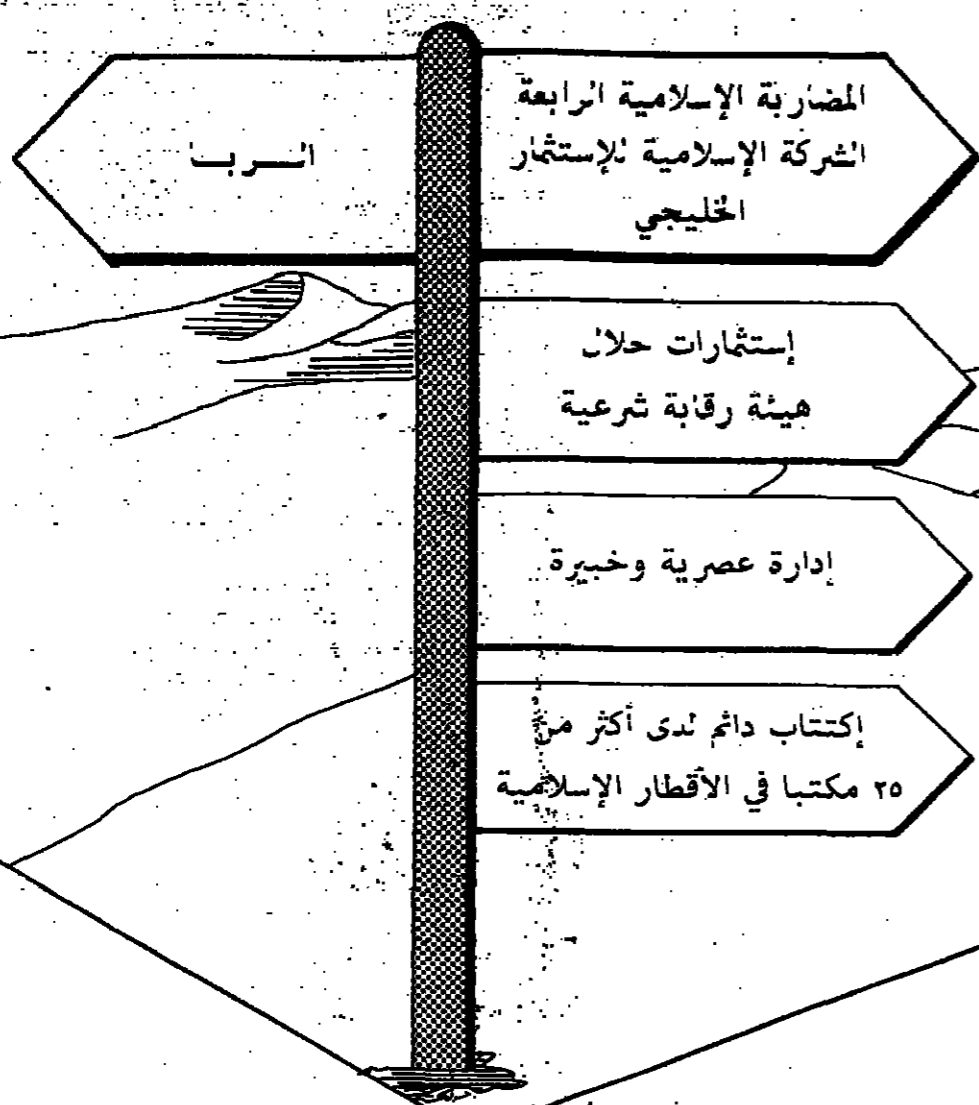 المضاربة الإسلامية الرابعة
الشركة الإسلامية للإستثمار
الخليجي
الــربــا
إستثمارات حلال
هيئة رقابة شرعية
إدارة عصرية وخبيرة
إكتتاب دائم لدى أكثر من
٢٥ مكتبا في الأقطار الإسلامية